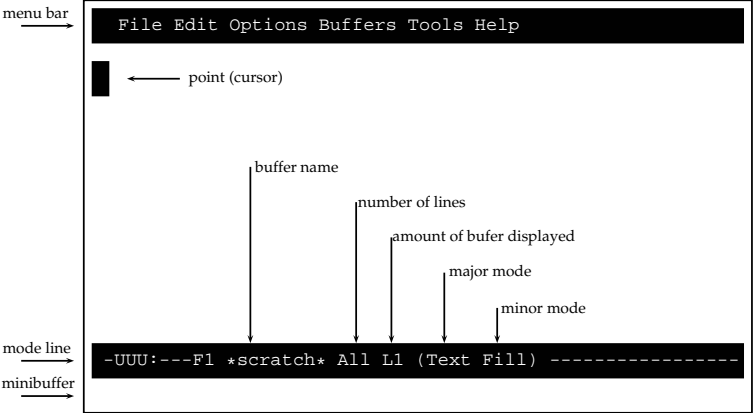 menu bar
File Edit Options Buffers Tools Help
point (cursor)
buffer name
number of lines
amount of bufer displayed
major mode
minor mode
mode line
-UUU:---F1 *scratch* All L1 (Text Fill) -----------------
minibuffer